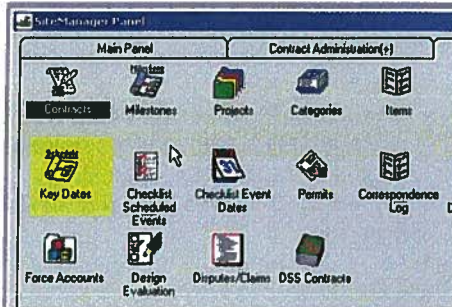 SiteManager Panel
Main Panel
Contract Administration(+)
Contracts
Milestones
Projects
Categories
Items
Key Dates
Checklist
Scheduled
Events
Checklist Event
Dates
Permits
Correspondence
Log
Force Accounts
Design
Evaluation
Disputes/Claims
DSS Contracts